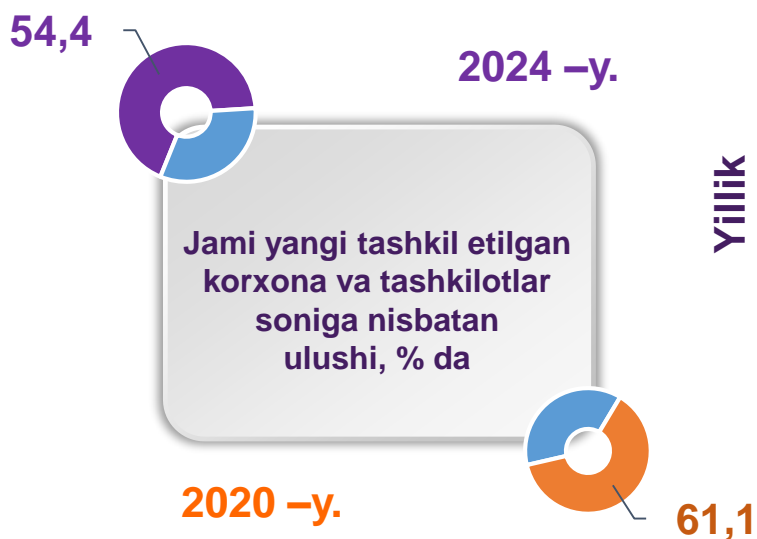 54,4
2024 –y.
Yillik
Jami yangi tashkil etilgan
korxona va tashkilotlar
soniga nisbatan
ulushi, % da
2020 –y.
61,1